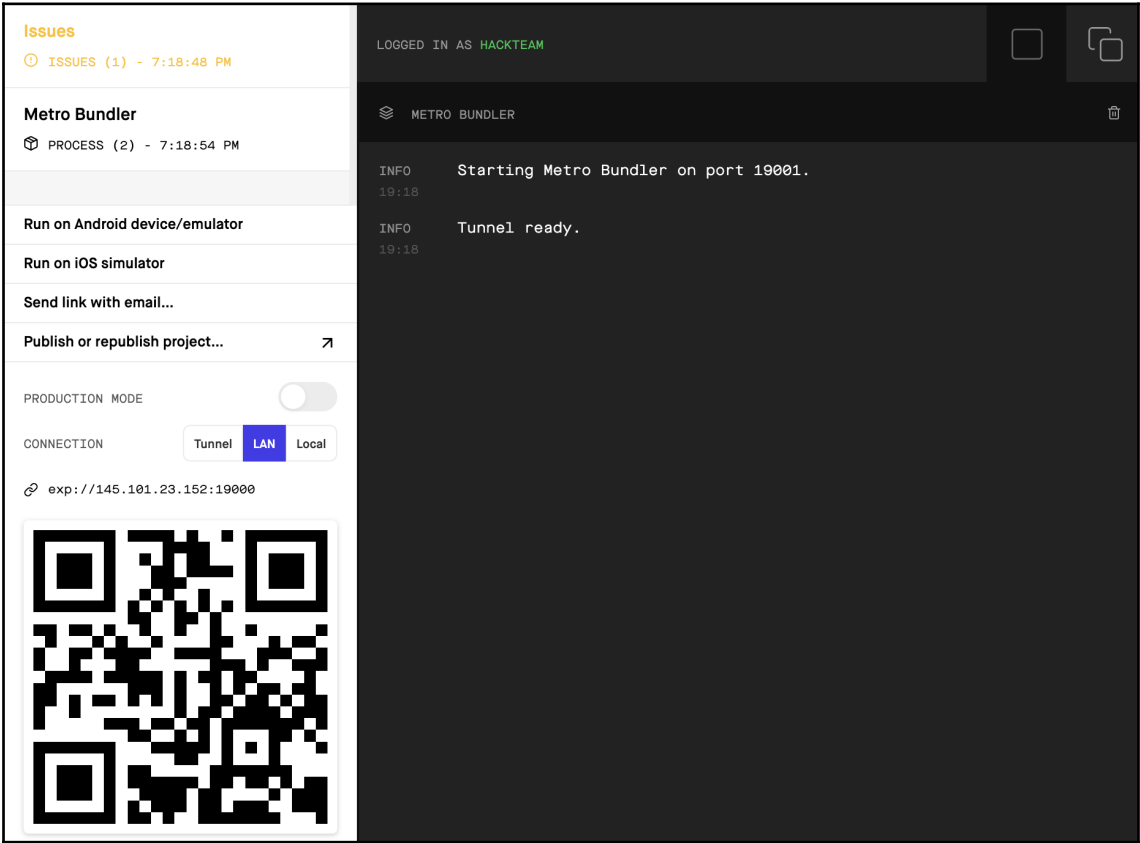 Issues
ISSUES (1) - 7:18:48 PM
Metro Bundler
PROCESS (2) - 7:18:54 PM
Run on Android device/emulator
Run on iOS simulator
Send link with email...
Publish or republish project...
PRODUCTION MODE
CONNECTION Tunnel LAN Local
exp://145.101.23.152:19000
LOGGED IN AS HACKTEAM
METRO BUNDLER
INFO Starting Metro Bundler on port 19001.
19:18
INFO Tunnel ready.
19:18